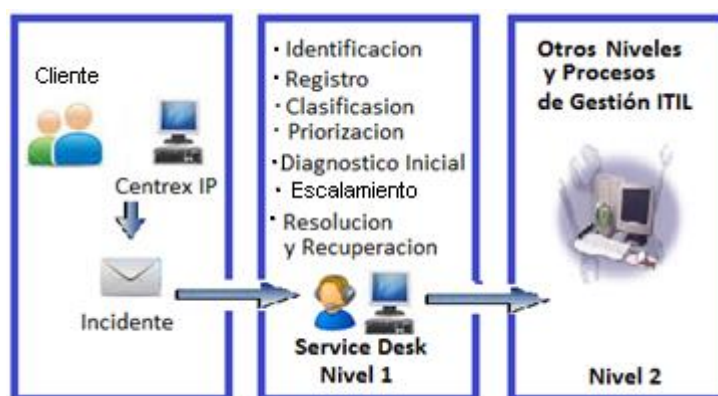 Cliente
Centrex IP
Incidente
· Identificacion
· Registro
· Clasificasion
· Priorizacion
· Diagnostico Inicial
· Escalamiento
· Resolucion
y Recuperacion
Service Desk
Nivel 1
Otros Niveles
y Procesos
de Gestión ITIL
Nivel 2